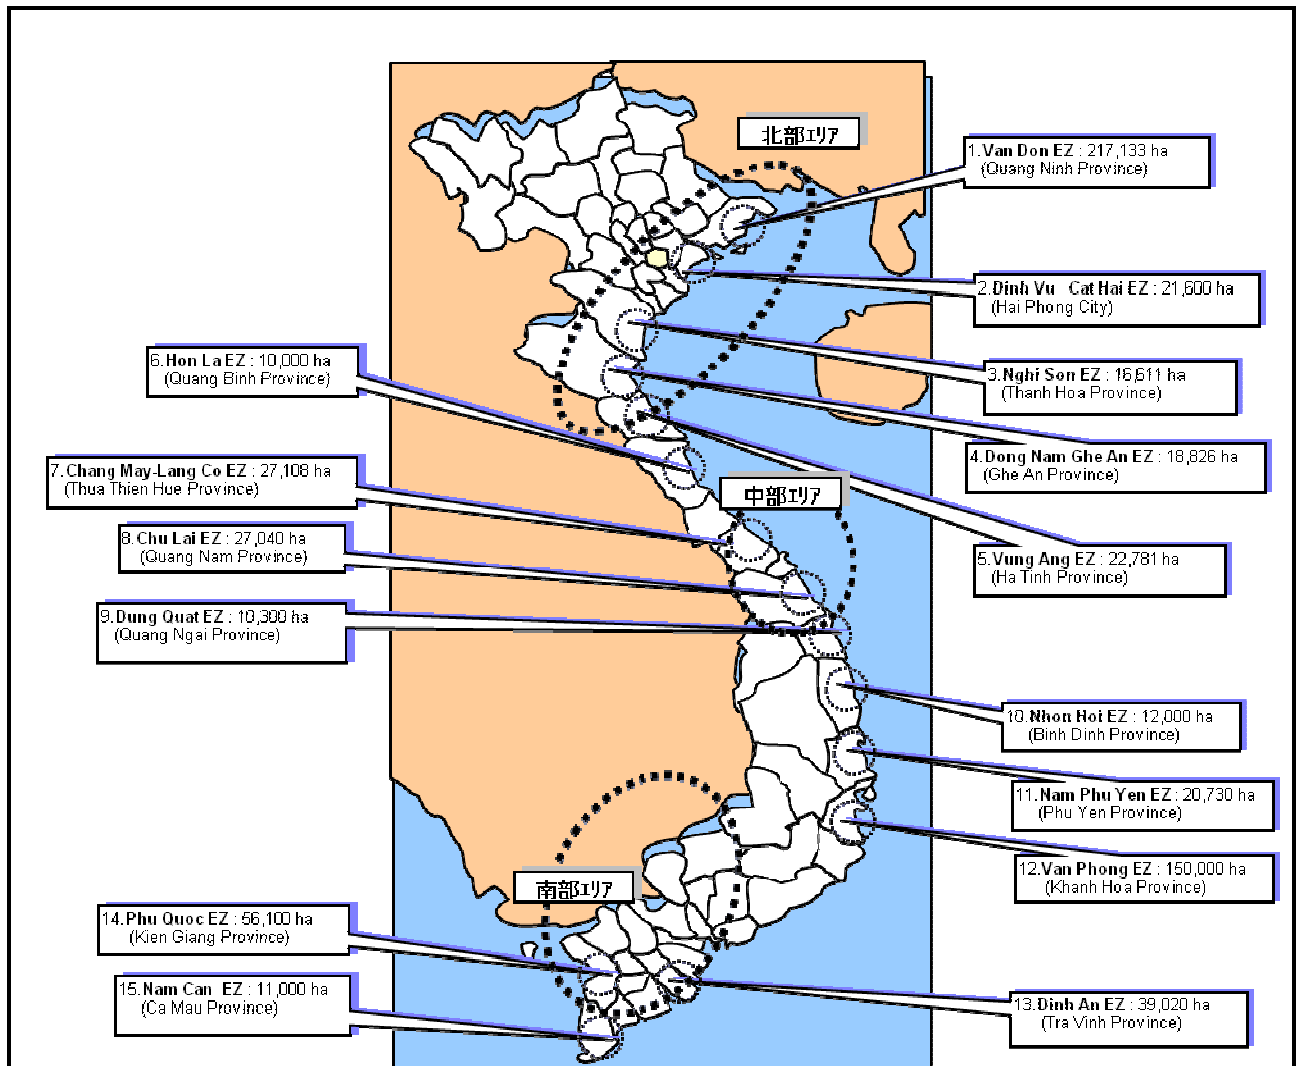 北部エリア
1.Van Don EZ : 217,133 ha
(Quang Ninh Province)
2.Dinh Vu Cat Hai EZ : 21,600 ha
(Hai Phong City)
3.Nghi Son EZ : 16,611 ha
(Thanh Hoa Province)
4.Dong Nam Ghe An EZ : 18,826 ha
(Ghe An Province)
5.Vung Ang EZ : 22,781 ha
(Ha Tinh Province)
6.Hon La EZ : 10,000 ha
(Quang Binh Province)
中部エリア
7.Chang May-Lang Co EZ : 27,108 ha
(Thua Thien Hue Province)
8.Chu Lai EZ : 27,040 ha
(Quang Nam Province)
9.Dung Quat EZ : 10,300 ha
(Quang Ngai Province)
10.Nhon Hoi EZ : 12,000 ha
(Binh Dinh Province)
11.Nam Phu Yen EZ : 20,730 ha
(Phu Yen Province)
12.Van Phong EZ : 150,000 ha
(Khanh Hoa Province)
南部エリア
13.Dinh An EZ : 39,020 ha
(Tra Vinh Province)
14.Phu Quoc EZ : 56,100 ha
(Kien Giang Province)
15.Nam Can EZ : 11,000 ha
(Ca Mau Province)